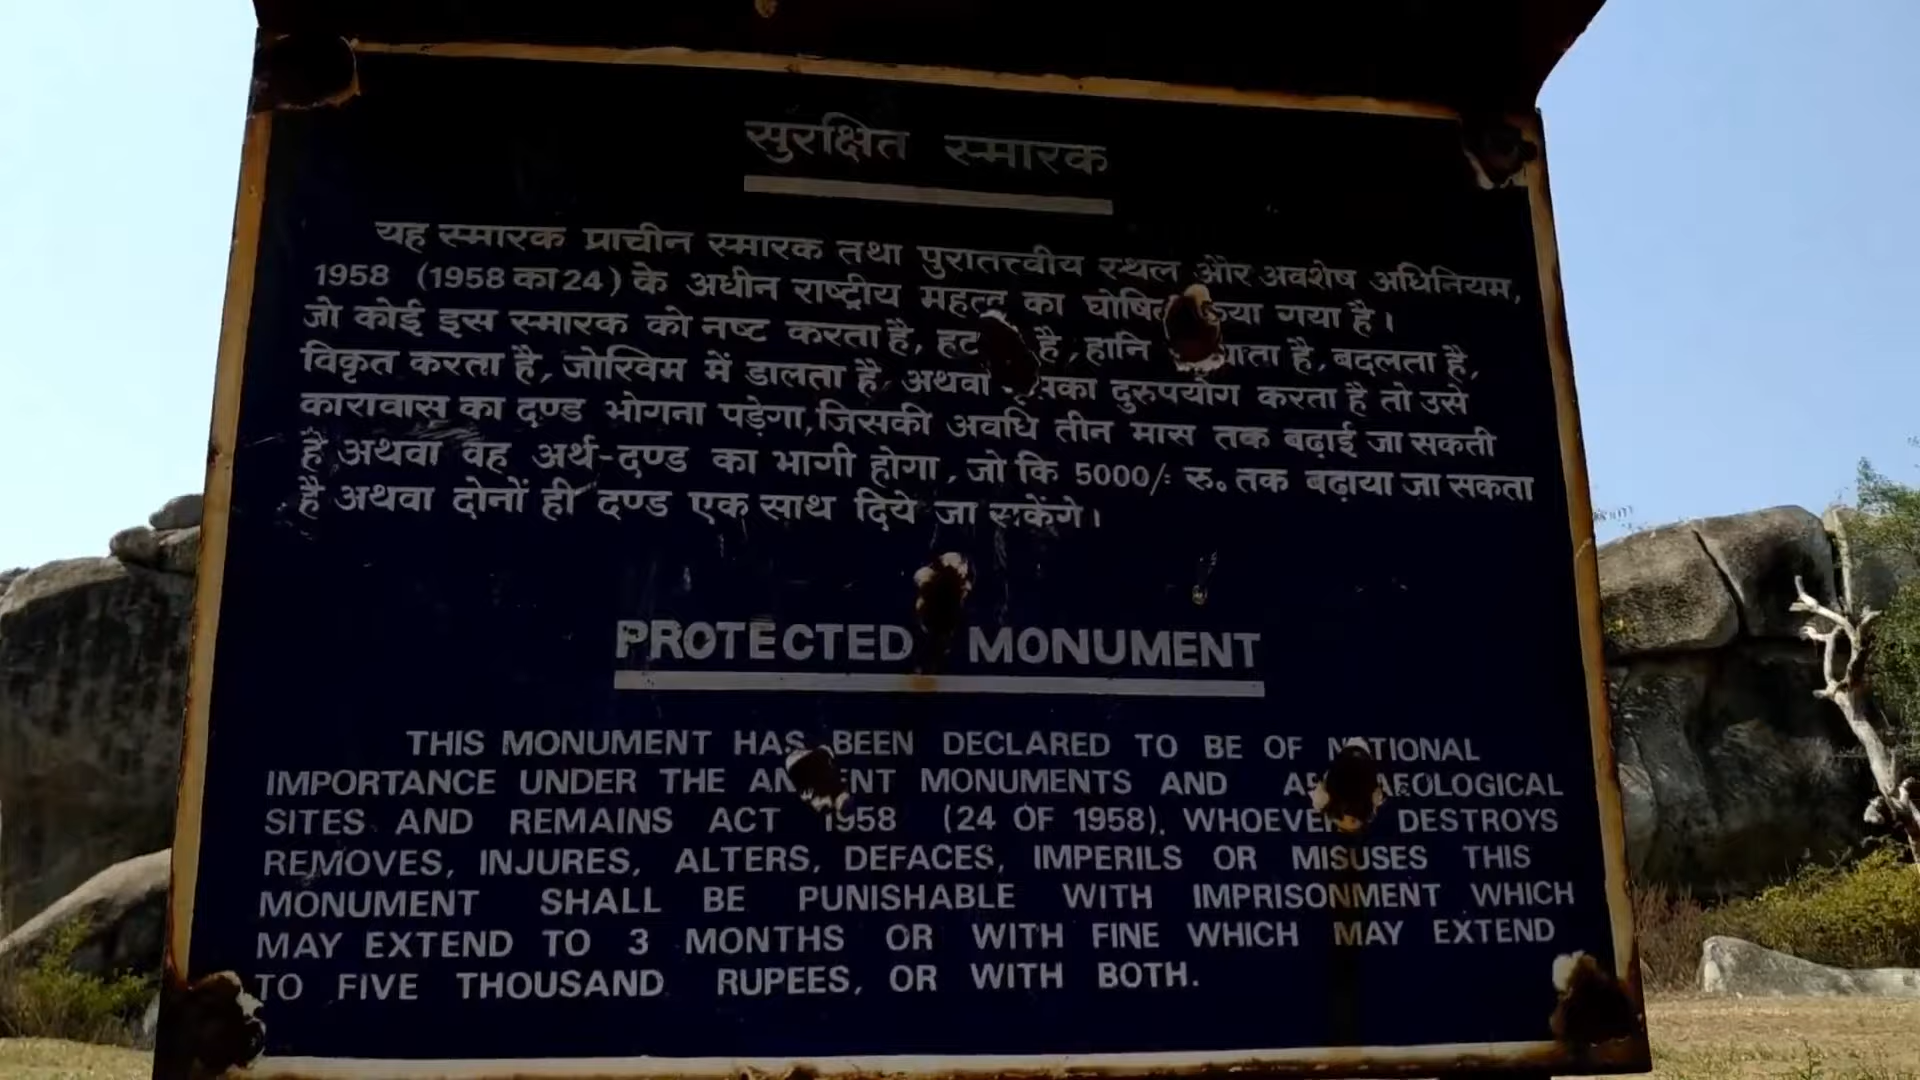 सुरक्षित स्मारक
यह स्मारक प्राचीन स्मारक तथा पुरातत्त्वीय स्थल और अवशेष अधिनियम,
1958 (1958 का 24) के अधीन राष्ट्रीय महत्व का घोषित गया है।
जो कोई इस स्मारक को नष्ट करता है, है, हानि है, बदलता है,
विकृत करता है, जोखिम में डालता है, अथवा दुरुपयोग करता है तो उसे
कारावास का दण्ड भोगना पड़ेगा, जिसकी अवधि तीन मास तक बढ़ाई जा सकती
है अथवा वह अर्थ-दण्ड का भागी होगा, जो कि 5000/= रु. तक बढ़ाया जा सकता
है अथवा दोनों ही दण्ड एक साथ दिये जा सकेंगे।
PROTECTED MONUMENT
THIS MONUMENT HAS BEEN DECLARED TO BE OF NATIONAL
IMPORTANCE UNDER THE MONUMENTS AND
SITES AND REMAINS ACT 1958 (24 OF 1958). WHOEVER DESTROYS
REMOVES, INJURES, ALTERS, DEFACES, IMPERILS OR MISUSES THIS
MONUMENT SHALL BE PUNISHABLE WITH IMPRISONMENT WHICH
MAY EXTEND TO 3 MONTHS OR WITH FINE WHICH MAY EXTEND
TO FIVE THOUSAND RUPEES, OR WITH BOTH.